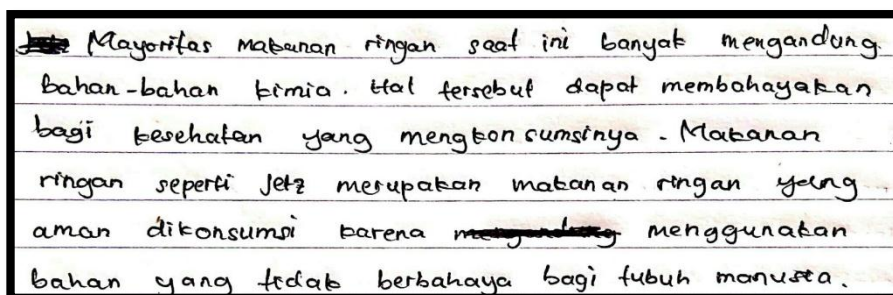 Mayoritas makanan ringan saat ini banyak mengandung
bahan-bahan kimia. Hal tersebut dapat membahayakan
bagi kesehatan yang mengkonsumsinya. Makanan
ringan seperti Jetz merupakan makanan ringan yang
aman dikonsumsi karena menggunakan
bahan yang tidak berbahaya bagi tubuh manusia.